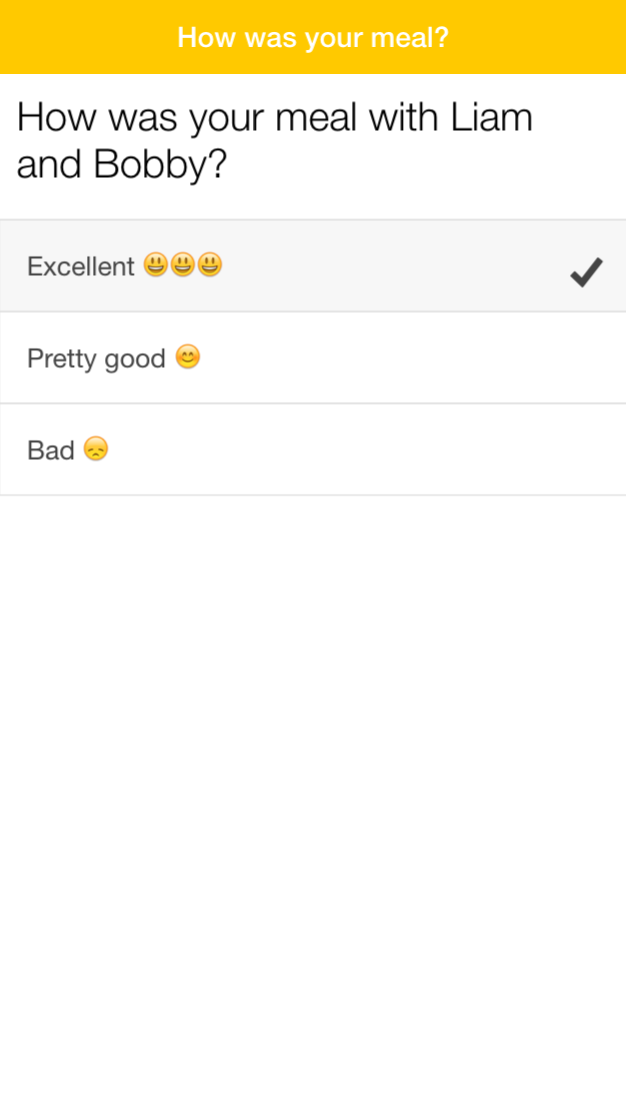 How was your meal?
How was your meal with Liam
and Bobby?
Excellent 😃😃😃
Pretty good 😊
Bad 😞